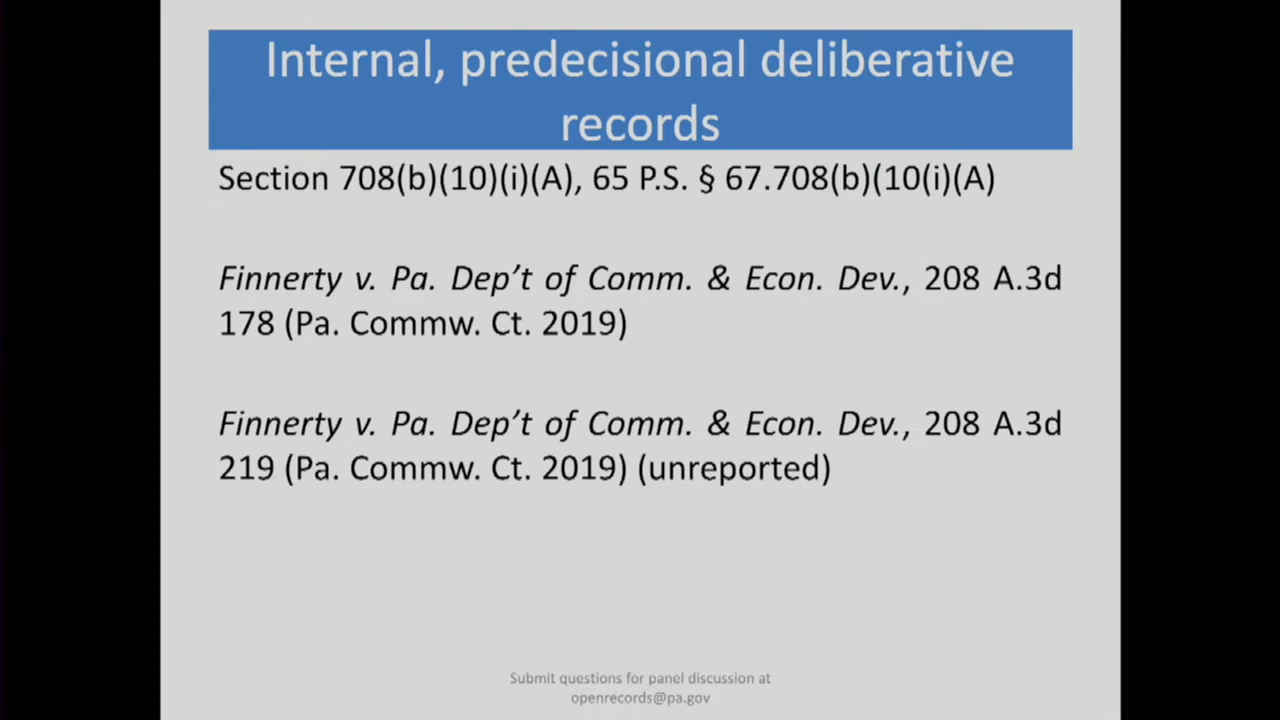 Internal, predecisional deliberative
records
Section 708(b)(10)(i)(A), 65 P.S. § 67.708(b)(10(i)(A)
Finnerty v. Pa. Dep’t of Comm. & Econ. Dev., 208 A.3d
178 (Pa. Commw. Ct. 2019)
Finnerty v. Pa. Dep’t of Comm. & Econ. Dev., 208 A.3d
219 (Pa. Commw. Ct. 2019) (unreported)
Submit questions for panel discussion at
openrecords@pa.gov